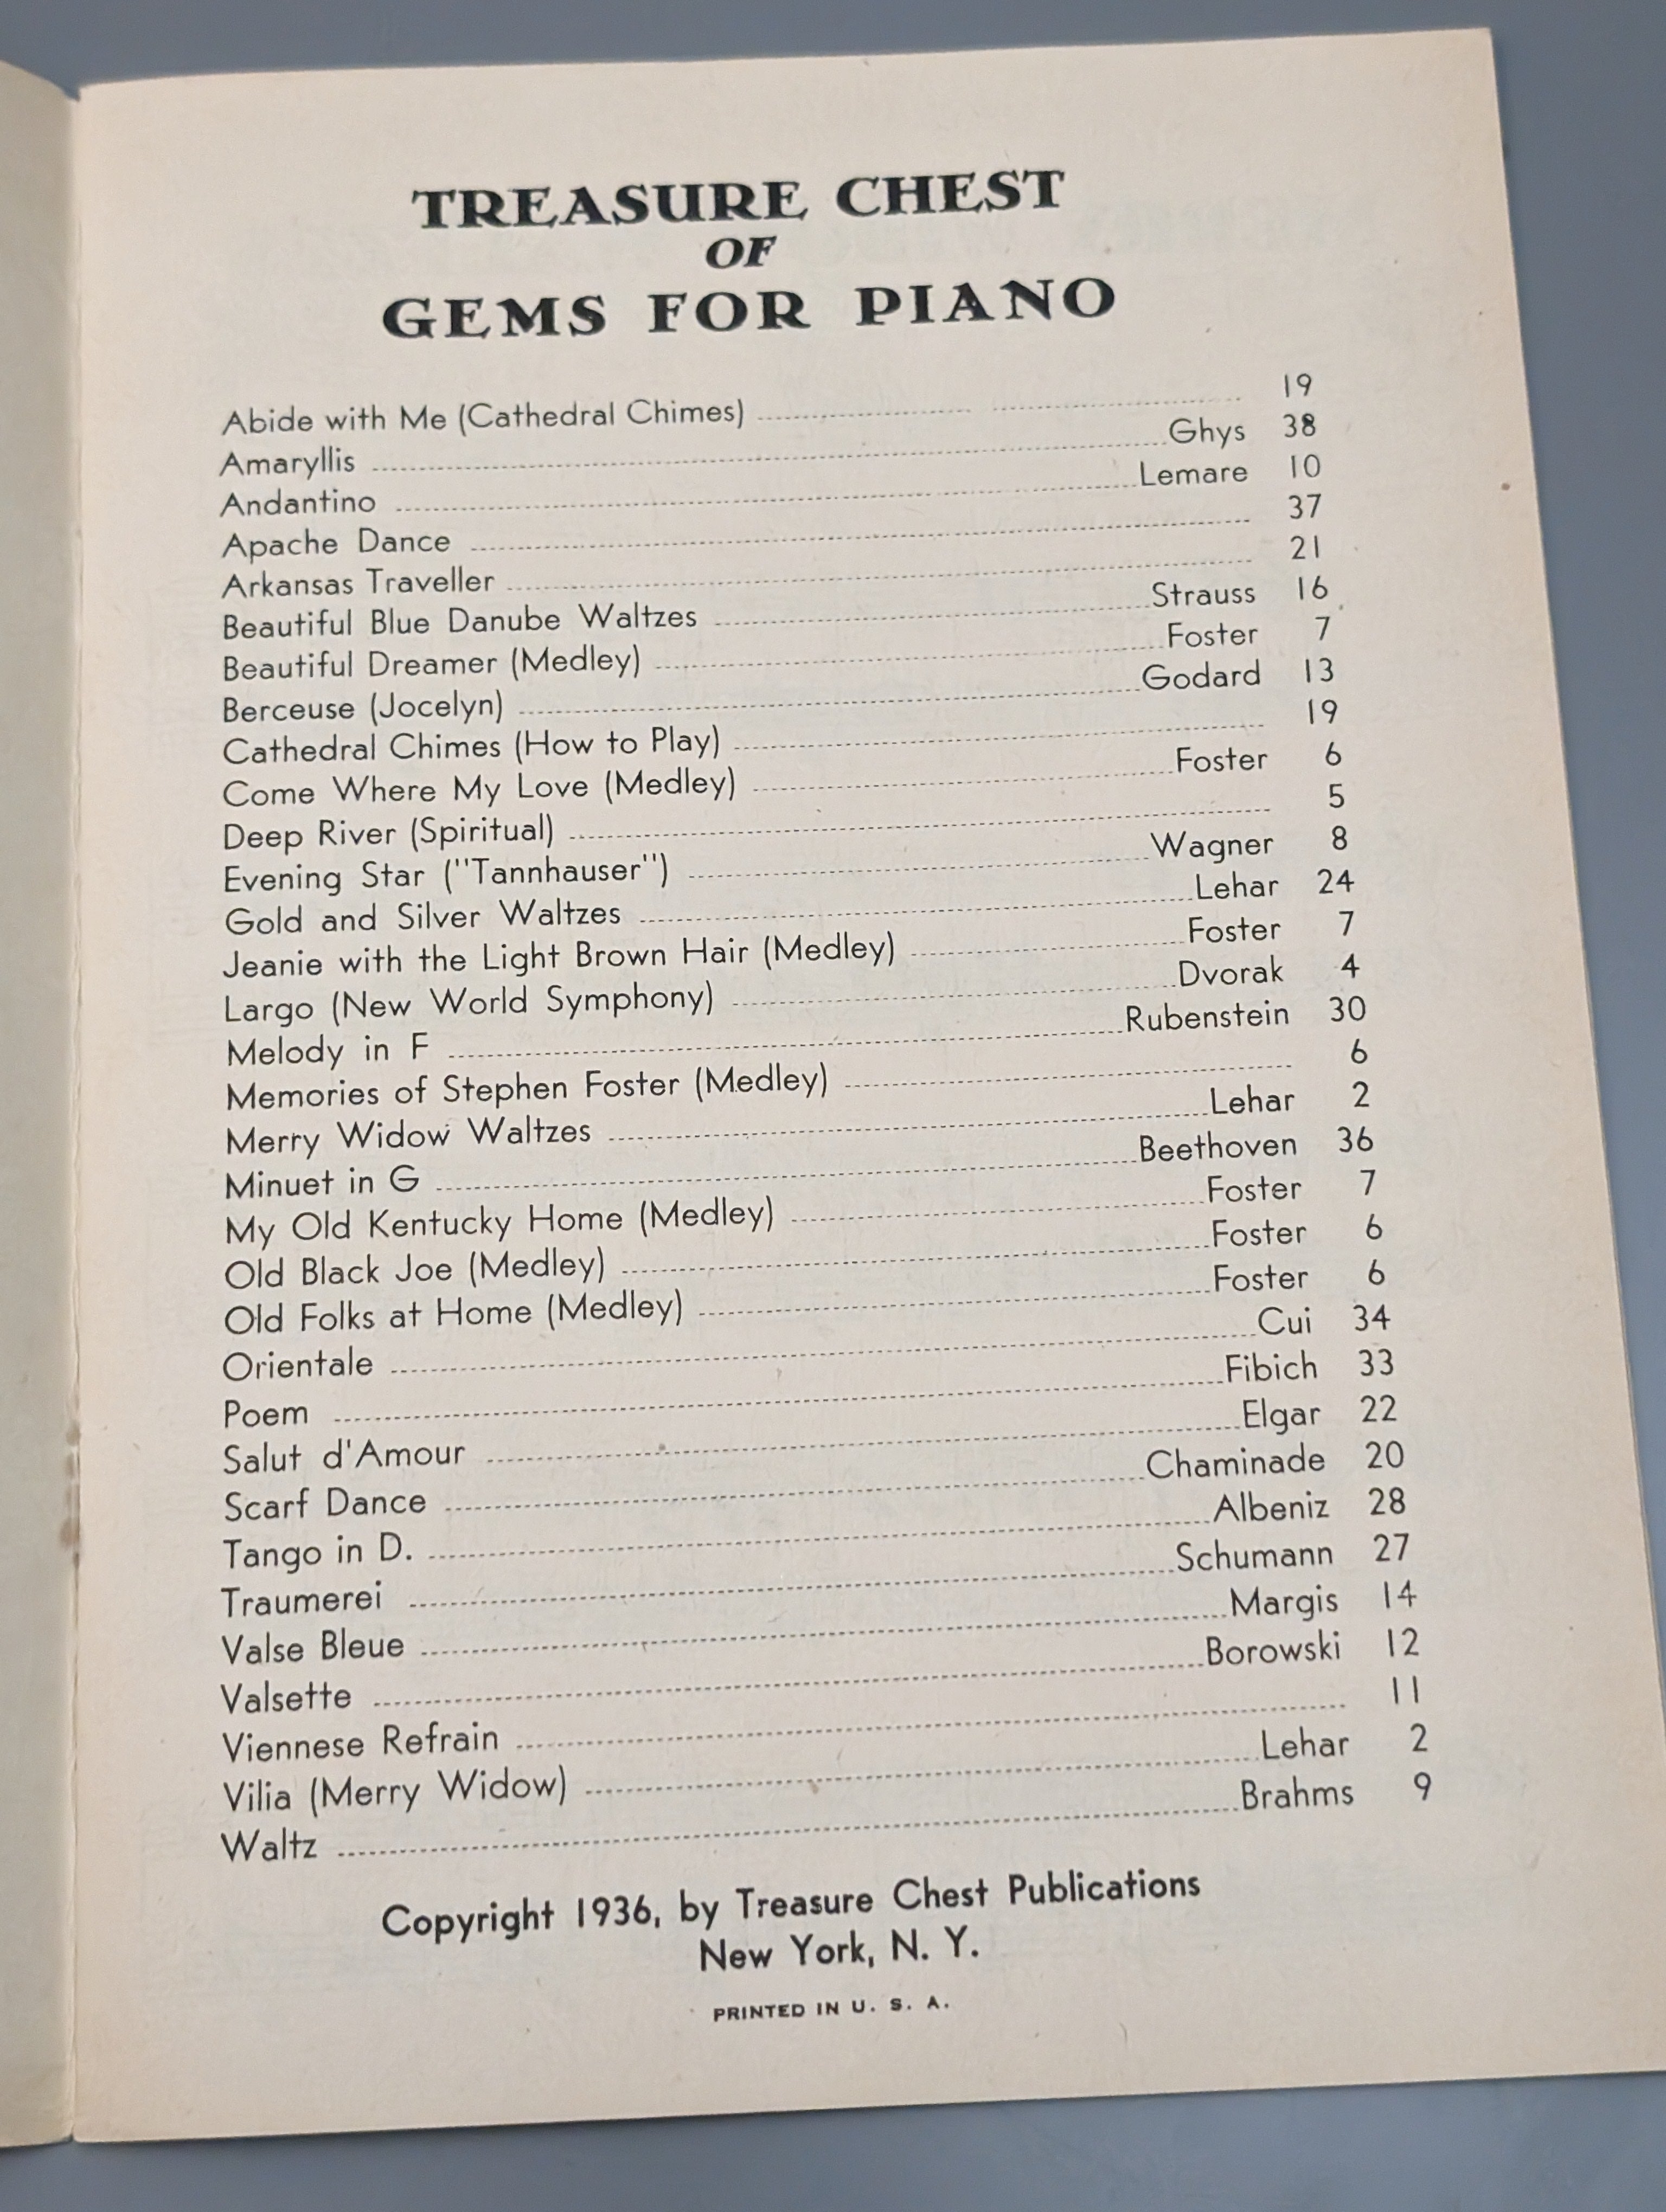 TREASURE CHEST
OF
GEMS FOR PIANO
Abide with Me (Cathedral Chimes) 19
Amaryllis Ghys 38
Andantino Lemare 10
Apache Dance 37
Arkansas Traveller 21
Beautiful Blue Danube Waltzes Strauss 16
Beautiful Dreamer (Medley) Foster 7
Berceuse (Jocelyn) Godard 13
Cathedral Chimes (How to Play) 19
Come Where My Love (Medley) Foster 6
Deep River (Spiritual) 5
Evening Star ("Tannhauser") Wagner 8
Gold and Silver Waltzes Lehar 24
Jeanie with the Light Brown Hair (Medley) Foster 7
Largo (New World Symphony) Dvorak 4
Melody in F Rubenstein 30
Memories of Stephen Foster (Medley) 6
Merry Widow Waltzes Lehar 2
Minuet in G Beethoven 36
My Old Kentucky Home (Medley) Foster 7
Old Black Joe (Medley) Foster 6
Old Folks at Home (Medley) Foster 6
Orientale Cui 34
Poem Fibich 33
Salut d'Amour Elgar 22
Scarf Dance Chaminade 20
Tango in D. Albeniz 28
Traumerei Schumann 27
Valse Bleue Margis 14
Valsette Borowski 12
Viennese Refrain 11
Vilia (Merry Widow) Lehar 2
Waltz Brahms 9
Copyright 1936, by Treasure Chest Publications
New York, N. Y.
PRINTED IN U. S. A.